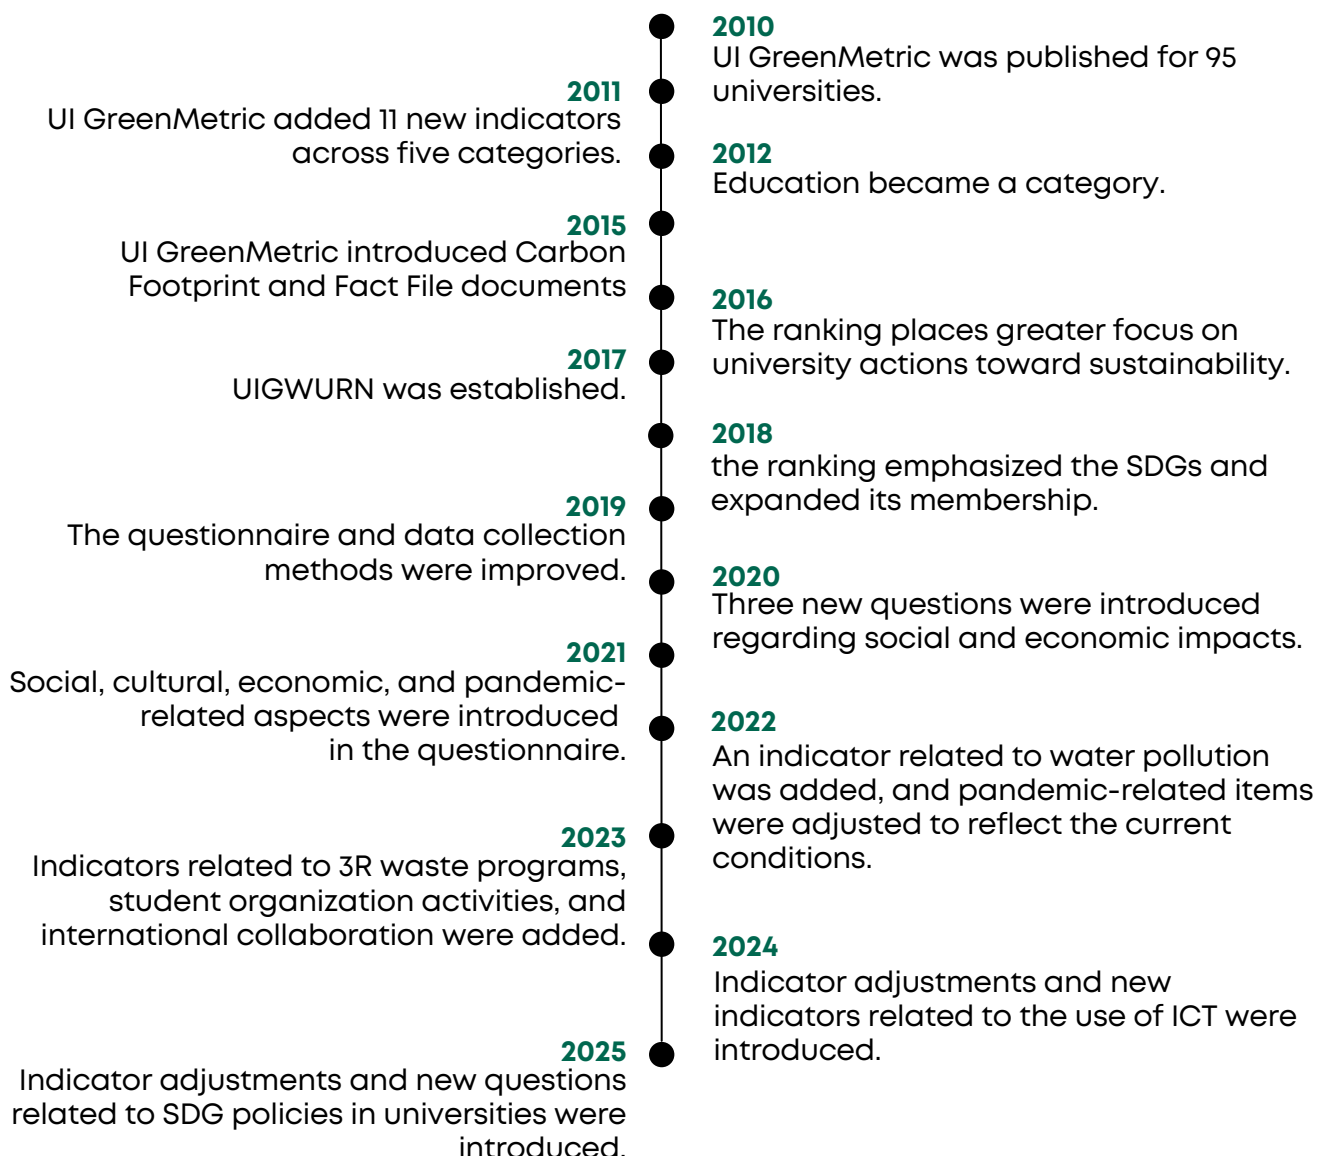 2010
UI GreenMetric was published for 95
universities.
2011
UI GreenMetric added 11 new indicators
across five categories.
2012
Education became a category.
2015
UI GreenMetric introduced Carbon
Footprint and Fact File documents
2016
The ranking places greater focus on
university actions toward sustainability.
2017
UIGWURN was established.
2018
the ranking emphasized the SDGs and
expanded its membership.
2019
The questionnaire and data collection
methods were improved.
2020
Three new questions were introduced
regarding social and economic impacts.
2021
Social, cultural, economic, and pandemic-
related aspects were introduced
in the questionnaire.
2022
An indicator related to water pollution
was added, and pandemic-related items
were adjusted to reflect the current
conditions.
2023
Indicators related to 3R waste programs,
student organization activities, and
international collaboration were added.
2024
Indicator adjustments and new
indicators related to the use of ICT were
introduced.
2025
Indicator adjustments and new questions
related to SDG policies in universities were
introduced.